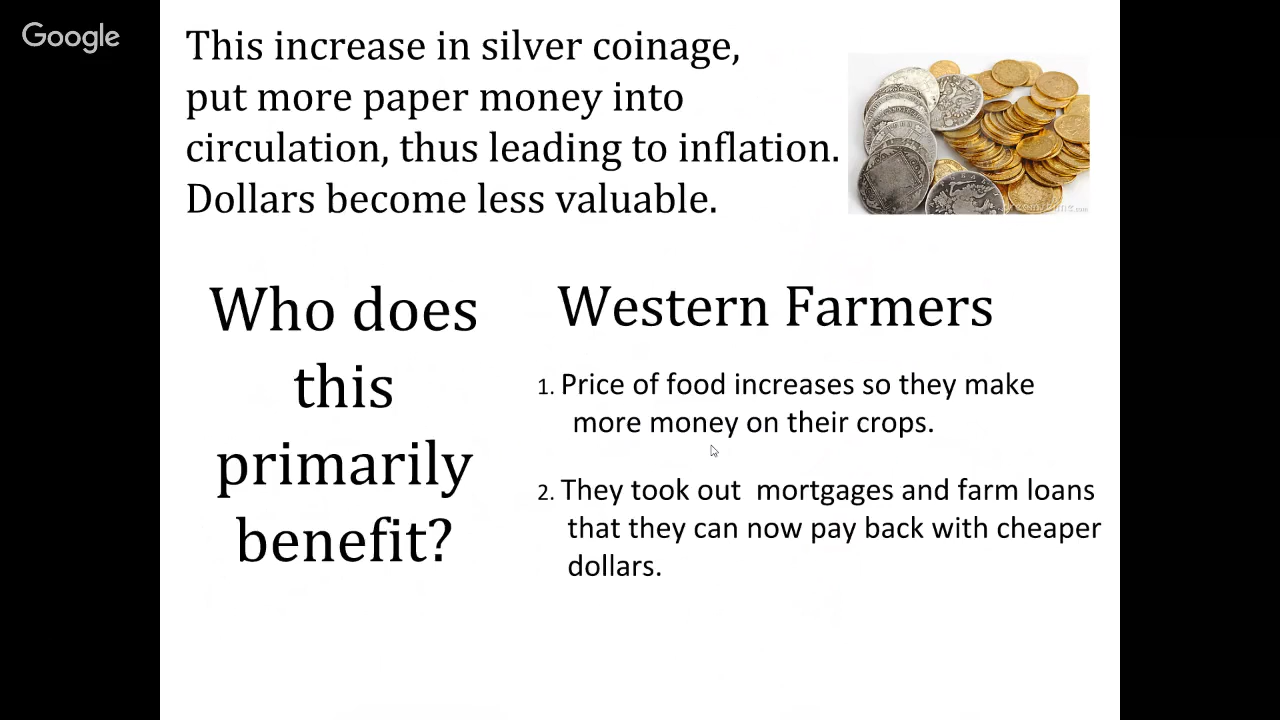 Google
This increase in silver coinage,
put more paper money into
circulation, thus leading to inflation.
Dollars become less valuable.
Who does
this
primarily
benefit?
Western Farmers
1. Price of food increases so they make
more money on their crops.
2. They took out  mortgages and farm loans
that they can now pay back with cheaper
dollars.